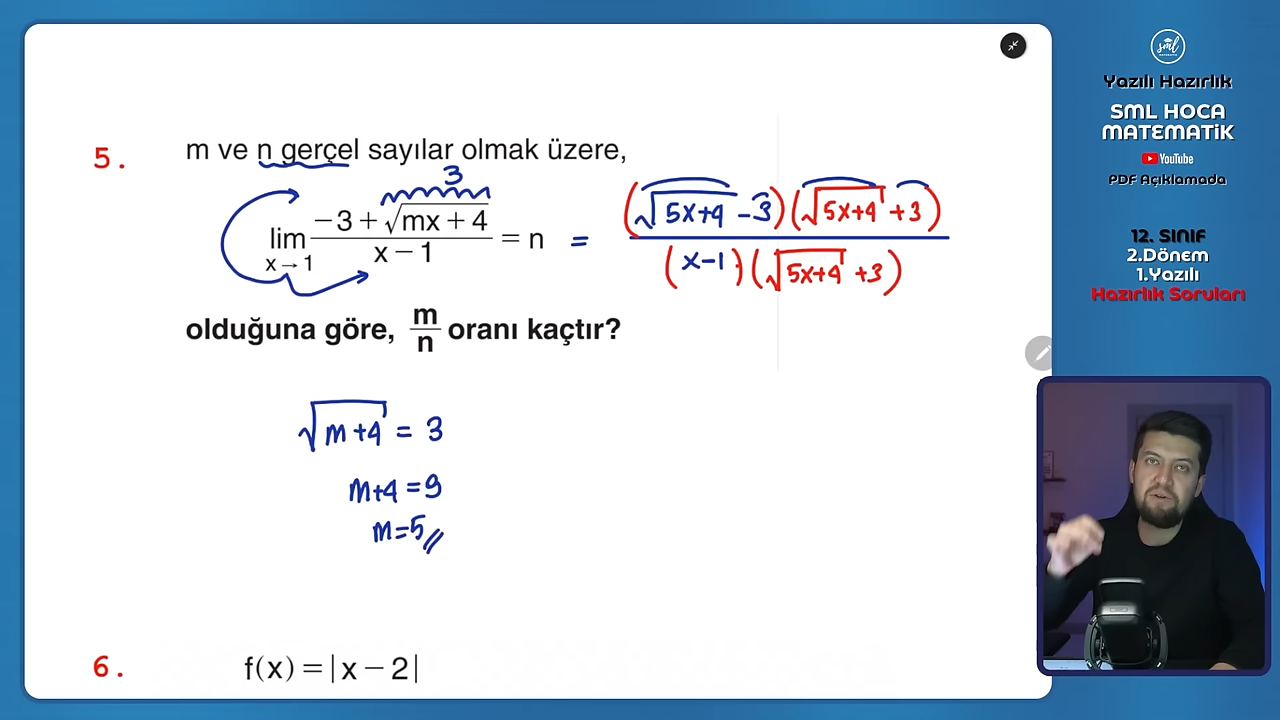 5. m ve n gerçel sayılar olmak üzere,
3
lim x→1 (−3 + √(mx + 4)) / (x − 1) = n = (√(5x+4) − 3)(√(5x+4) + 3) / (x−1)·(√(5x+4) + 3)
olduğuna göre, m/n oranı kaçtır?
√(m+4) = 3
m+4 = 9
m=5
6. f(x) = |x − 2|
sml
Yazılı Hazırlık
SML HOCA
MATEMATİK
YouTube
PDF Açıklamada
12. SINIF
2.Dönem
1.Yazılı
Hazırlık Soruları